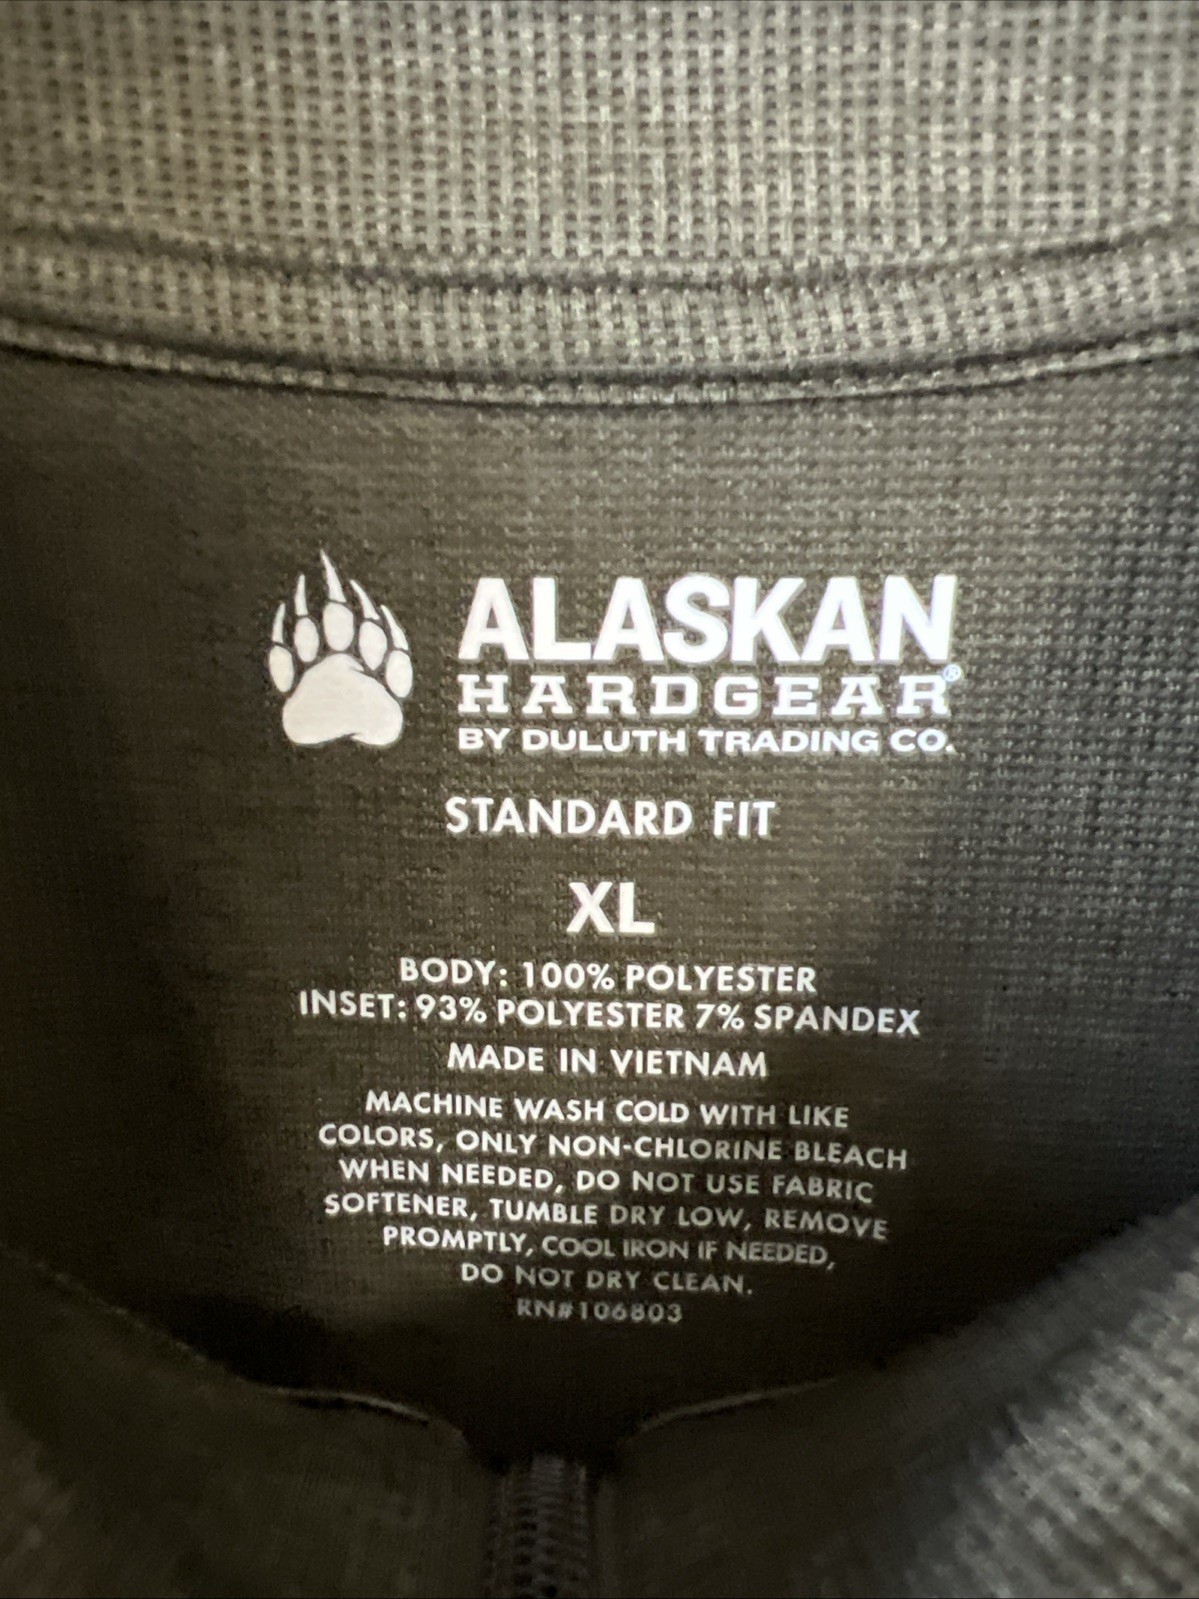 ALASKAN
HARDGEAR®
BY DULUTH TRADING CO.
STANDARD FIT
XL
BODY: 100% POLYESTER
INSET: 93% POLYESTER 7% SPANDEX
MADE IN VIETNAM
MACHINE WASH COLD WITH LIKE
COLORS, ONLY NON-CHLORINE BLEACH
WHEN NEEDED, DO NOT USE FABRIC
SOFTENER, TUMBLE DRY LOW, REMOVE
PROMPTLY, COOL IRON IF NEEDED,
DO NOT DRY CLEAN.
RN#106803